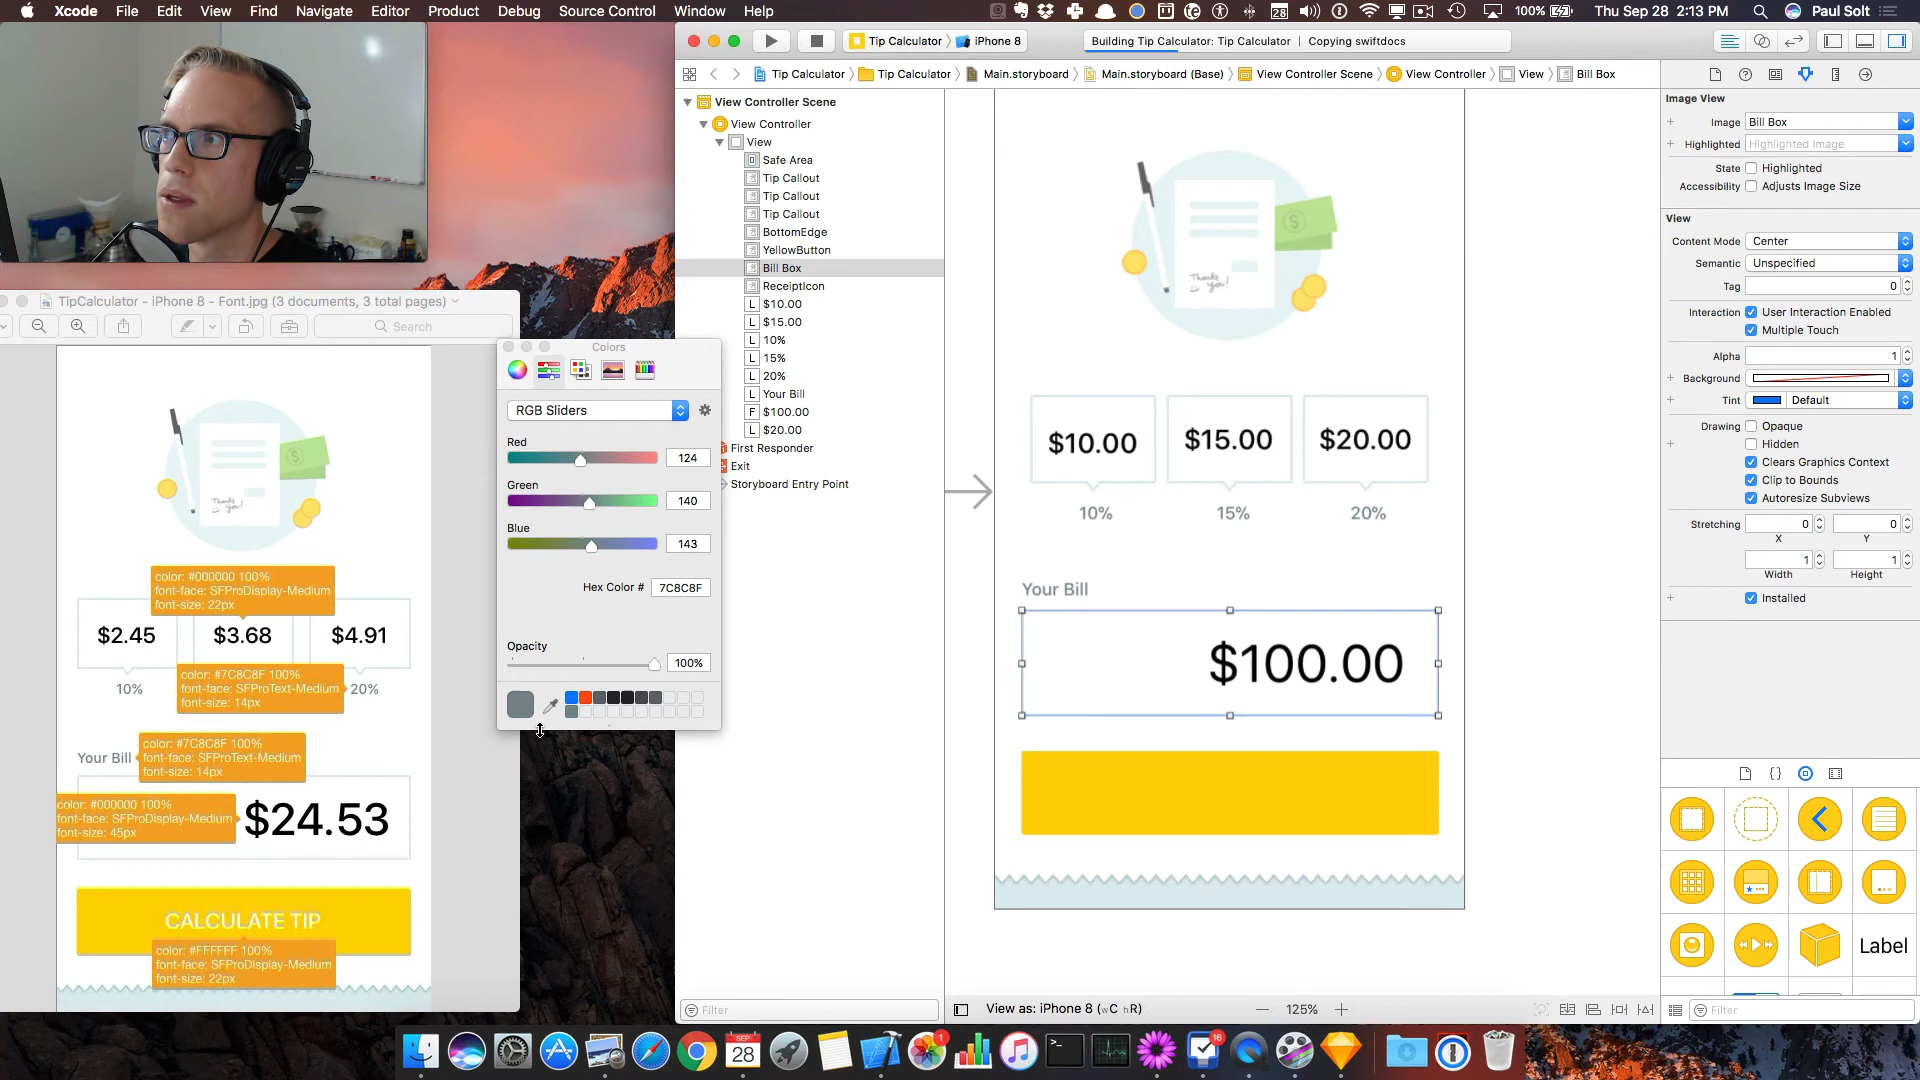 Xcode File Edit View Find Navigate Editor Product Debug Source Control Window Help
28 100% Thu Sep 28 2:13 PM Paul Solt
Tip Calculator iPhone 8
Building Tip Calculator: Tip Calculator | Copying swiftdocs
Tip Calculator Tip Calculator Main.storyboard Main.storyboard (Base) View Controller Scene View Controller View Bill Box
View Controller Scene
View Controller
View
Safe Area
Tip Callout
Tip Callout
Tip Callout
BottomEdge
YellowButton
Bill Box
ReceiptIcon
L $10.00
L $15.00
L 10%
L 15%
L 20%
L Your Bill
F $100.00
L $20.00
First Responder
Exit
Storyboard Entry Point
Filter
TipCalculator - iPhone 8 - Font.jpg (3 documents, 3 total pages)
Search
Thanks you!
color: #000000 100%
font-face: SFProDisplay-Medium
font-size: 22px
$2.45 $3.68 $4.91
color: #7C8C8F 100%
font-face: SFProText-Medium
font-size: 14px
10% 20%
Your Bill
color: #7C8C8F 100%
font-face: SFProText-Medium
font-size: 14px
color: #000000 100%
font-face: SFProDisplay-Medium
font-size: 45px
$24.53
CALCULATE TIP
color: #FFFFFF 100%
font-face: SFProDisplay-Medium
font-size: 22px
Colors
RGB Sliders
Red
124
Green
140
Blue
143
Hex Color # 7C8C8F
Opacity
100%
Thanks you!
$10.00 $15.00 $20.00
10% 15% 20%
Your Bill
$100.00
View as: iPhone 8 (wC hR)
125%
Image View
Image Bill Box
Highlighted Highlighted Image
State Highlighted
Accessibility Adjusts Image Size
View
Content Mode Center
Semantic Unspecified
Tag 0
Interaction User Interaction Enabled
Multiple Touch
Alpha 1
Background
Tint Default
Drawing Opaque
Hidden
Clears Graphics Context
Clip to Bounds
Autoresize Subviews
Stretching 0 0
X Y
1 1
Width Height
Installed
Label
Filter
SEP
28
1
16